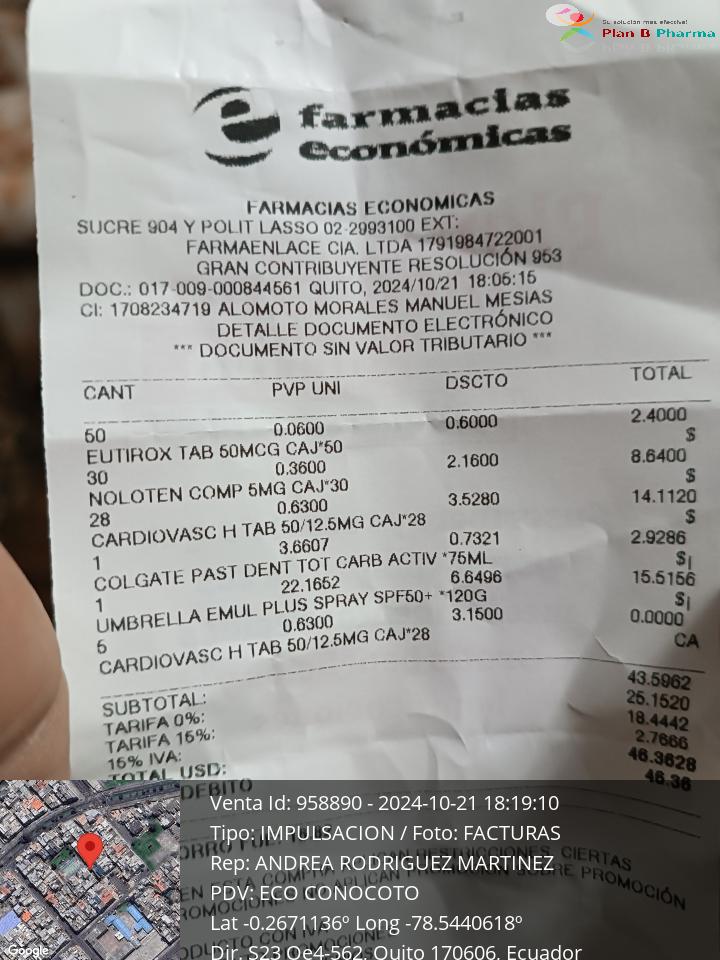 Su solución más efectiva!
Plan B Pharma
farmacias
económicas
FARMACIAS ECONOMICAS
SUCRE 904 Y POLIT LASSO 02-2993100 EXT:
FARMAENLACE CIA. LTDA 1791984722001
GRAN CONTRIBUYENTE RESOLUCIÓN 953
DOC.: 017-009-000844561 QUITO, 2024/10/21 18:05:15
CI: 1708234719 ALOMOTO MORALES MANUEL MESIAS
DETALLE DOCUMENTO ELECTRÓNICO
*** DOCUMENTO SIN VALOR TRIBUTARIO ***
CANT PVP UNI DSCTO TOTAL
50 0.0600 0.6000 2.4000
EUTIROX TAB 50MCG CAJ*50 $
30 0.3600 2.1600 8.6400
NOLOTEN COMP 5MG CAJ*30 $
28 0.6300 3.5280 14.1120
CARDIOVASC H TAB 50/12.5MG CAJ*28 $
1 3.6607 0.7321 2.9286
COLGATE PAST DENT TOT CARB ACTIV *75ML $|
1 22.1652 6.6496 15.5156
UMBRELLA EMUL PLUS SPRAY SPF50+ *120G $|
5 0.6300 3.1500 0.0000
CARDIOVASC H TAB 50/12.5MG CAJ*28 CA
SUBTOTAL: 43.5962
TARIFA 0%: 25.1520
TARIFA 15%: 18.4442
15% IVA: 2.7666
TOTAL USD: 46.3628
DEBITO 46.36
Venta Id: 958890 - 2024-10-21 18:19:10
Tipo: IMPULSACION / Foto: FACTURAS
Rep: ANDREA RODRIGUEZ MARTINEZ
PDV: ECO CONOCOTO
Lat -0.2671136º Long -78.5440618º
Dir. S23 Oe4-562, Quito 170606, Ecuador
Google